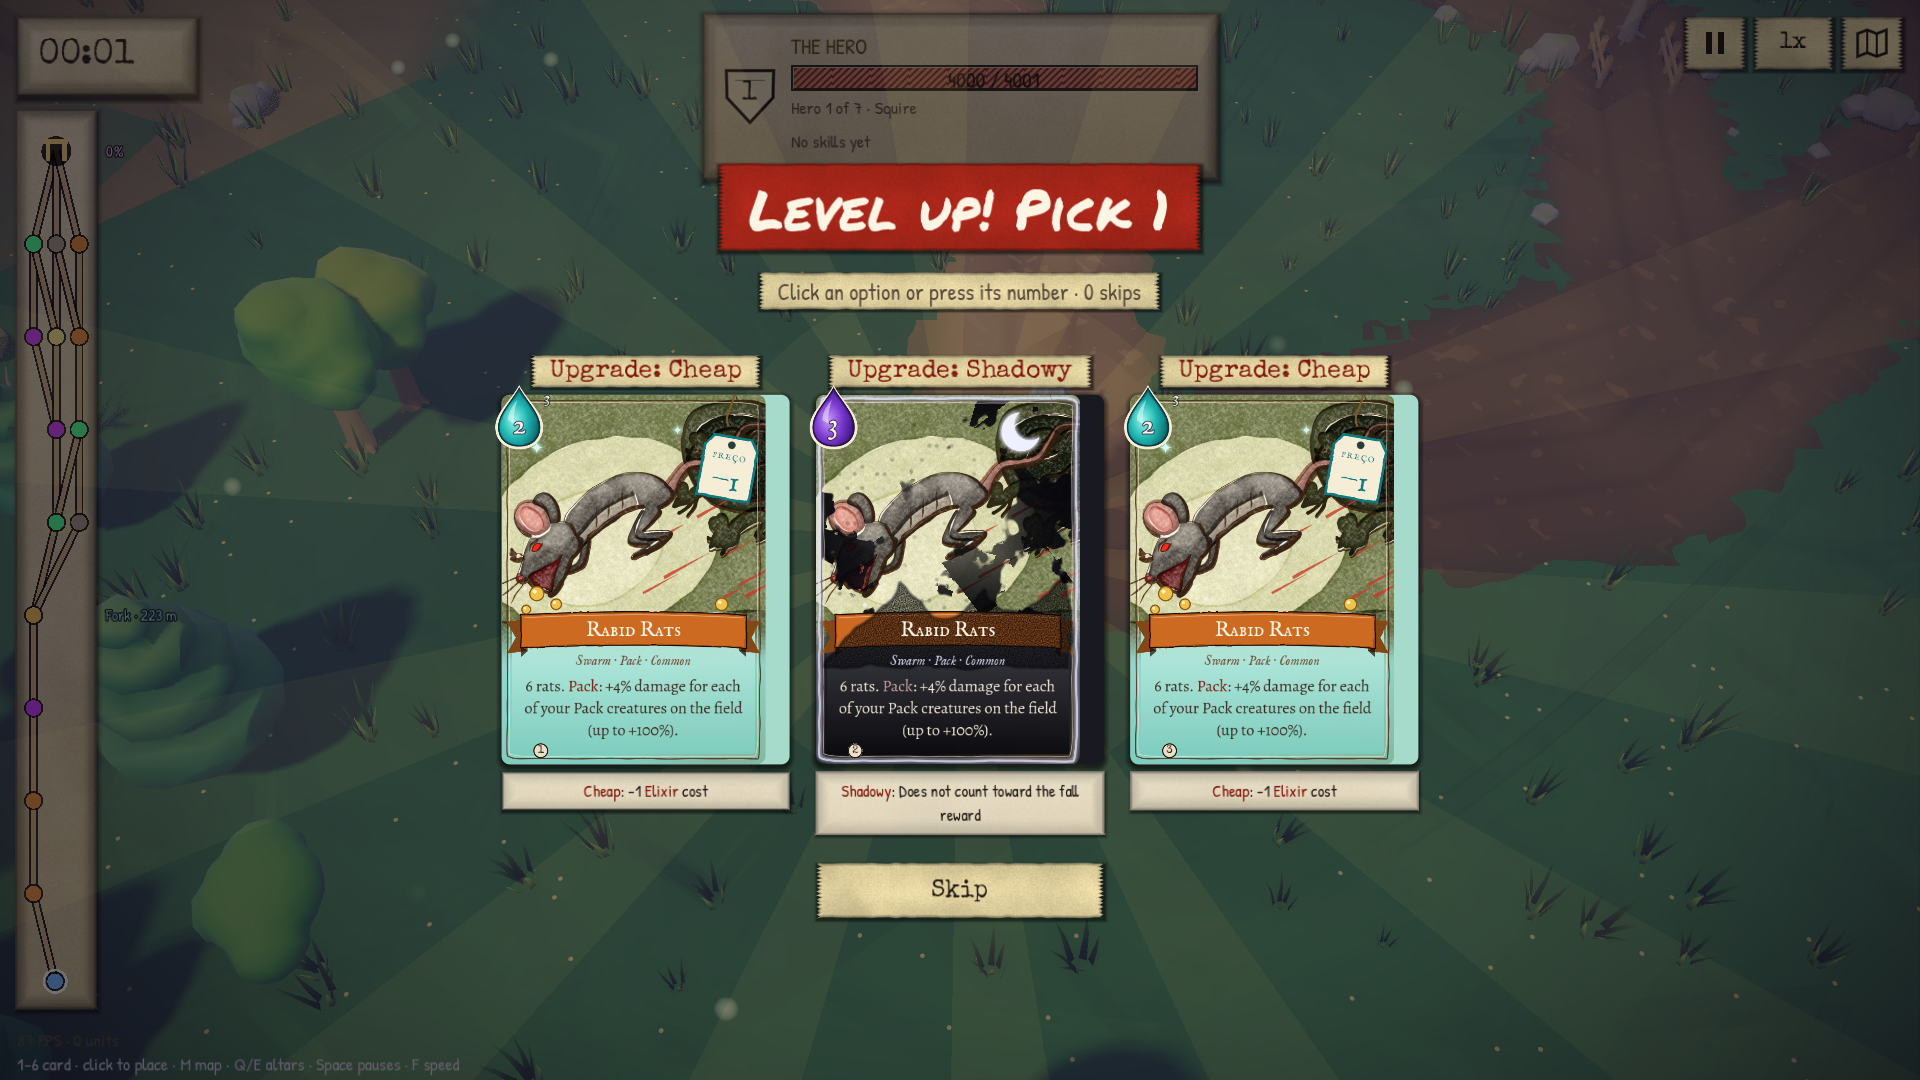 00:01
THE HERO
1
4000 / 4001
Hero 1 of 7 · Squire
No skills yet
1x
0%
LEVEL UP! PICK 1
Click an option or press its number · 0 skips
Upgrade: Cheap
2
3
PREÇO
-1
RABID RATS
Swarm · Pack · Common
6 rats. Pack: +4% damage for each
of your Pack creatures on the field
(up to +100%).
1
Cheap: -1 Elixir cost
Upgrade: Shadowy
3
RABID RATS
Swarm · Pack · Common
6 rats. Pack: +4% damage for each
of your Pack creatures on the field
(up to +100%).
2
Shadowy: Does not count toward the fall
reward
Upgrade: Cheap
2
3
PREÇO
-1
RABID RATS
Swarm · Pack · Common
6 rats. Pack: +4% damage for each
of your Pack creatures on the field
(up to +100%).
3
Cheap: -1 Elixir cost
Skip
Fork · 223 m
87 FPS · 0 units
1-6 card · click to place · M map · Q/E altars · Space pauses · F speed